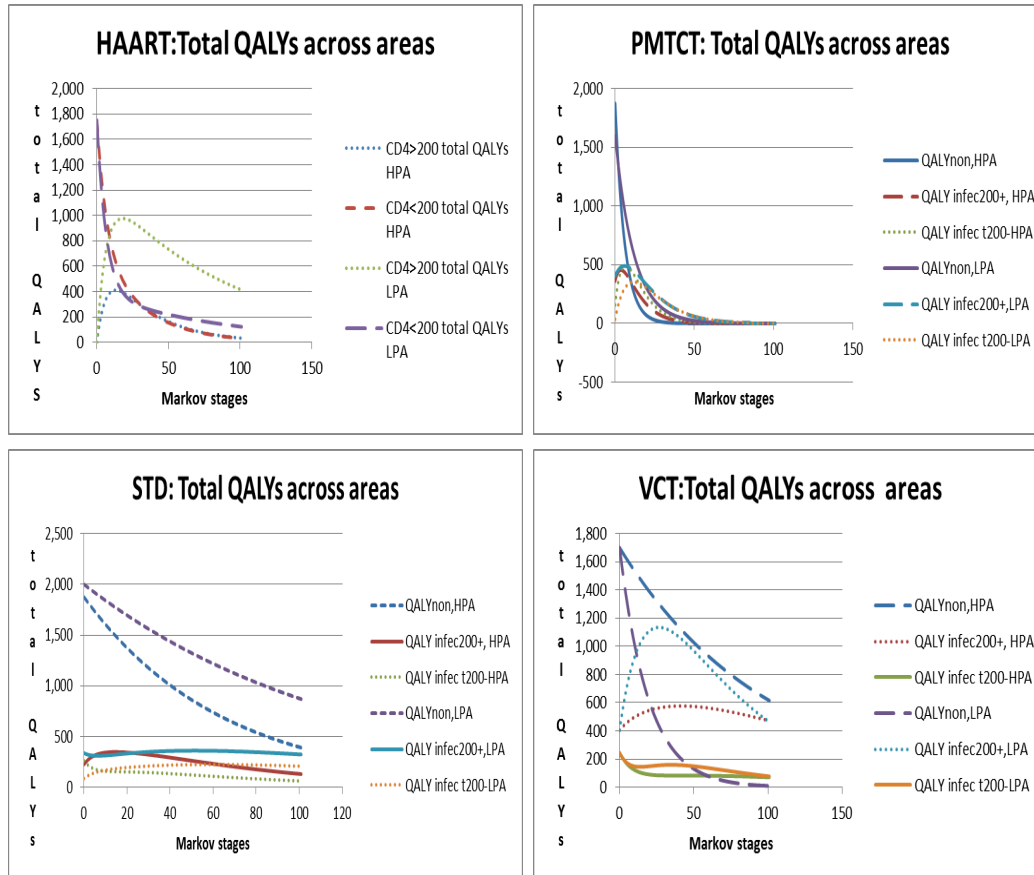 HAART:Total QALYs across areas
total QALYS
2,000
1,800
1,600
1,400
1,200
1,000
800
600
400
200
0
0 50 100 150
Markov stages
CD4>200 total QALYs
HPA
CD4<200 total QALYs
HPA
CD4>200 total QALYs
LPA
CD4<200 total QALYs
LPA
PMTCT: Total QALYs across areas
total QALYs
2,000
1,500
1,000
500
0
-500
0 50 100 150
Markov stages
QALYnon,HPA
QALY infec200+, HPA
QALY infec t200-HPA
QALYnon,LPA
QALY infec200+,LPA
QALY infec t200-LPA
STD: Total QALYs across areas
total QALYs
2,500
2,000
1,500
1,000
500
0
0 20 40 60 80 100 120
Markov stages
QALYnon,HPA
QALY infec200+, HPA
QALY infec t200-HPA
QALYnon,LPA
QALY infec200+,LPA
QALY infec t200-LPA
VCT:Total QALYs across areas
total QALYs
1,800
1,600
1,400
1,200
1,000
800
600
400
200
0
0 50 100 150
Markov stages
QALYnon,HPA
QALY infec200+, HPA
QALY infec t200-HPA
QALYnon,LPA
QALY infec200+,LPA
QALY infec t200-LPA